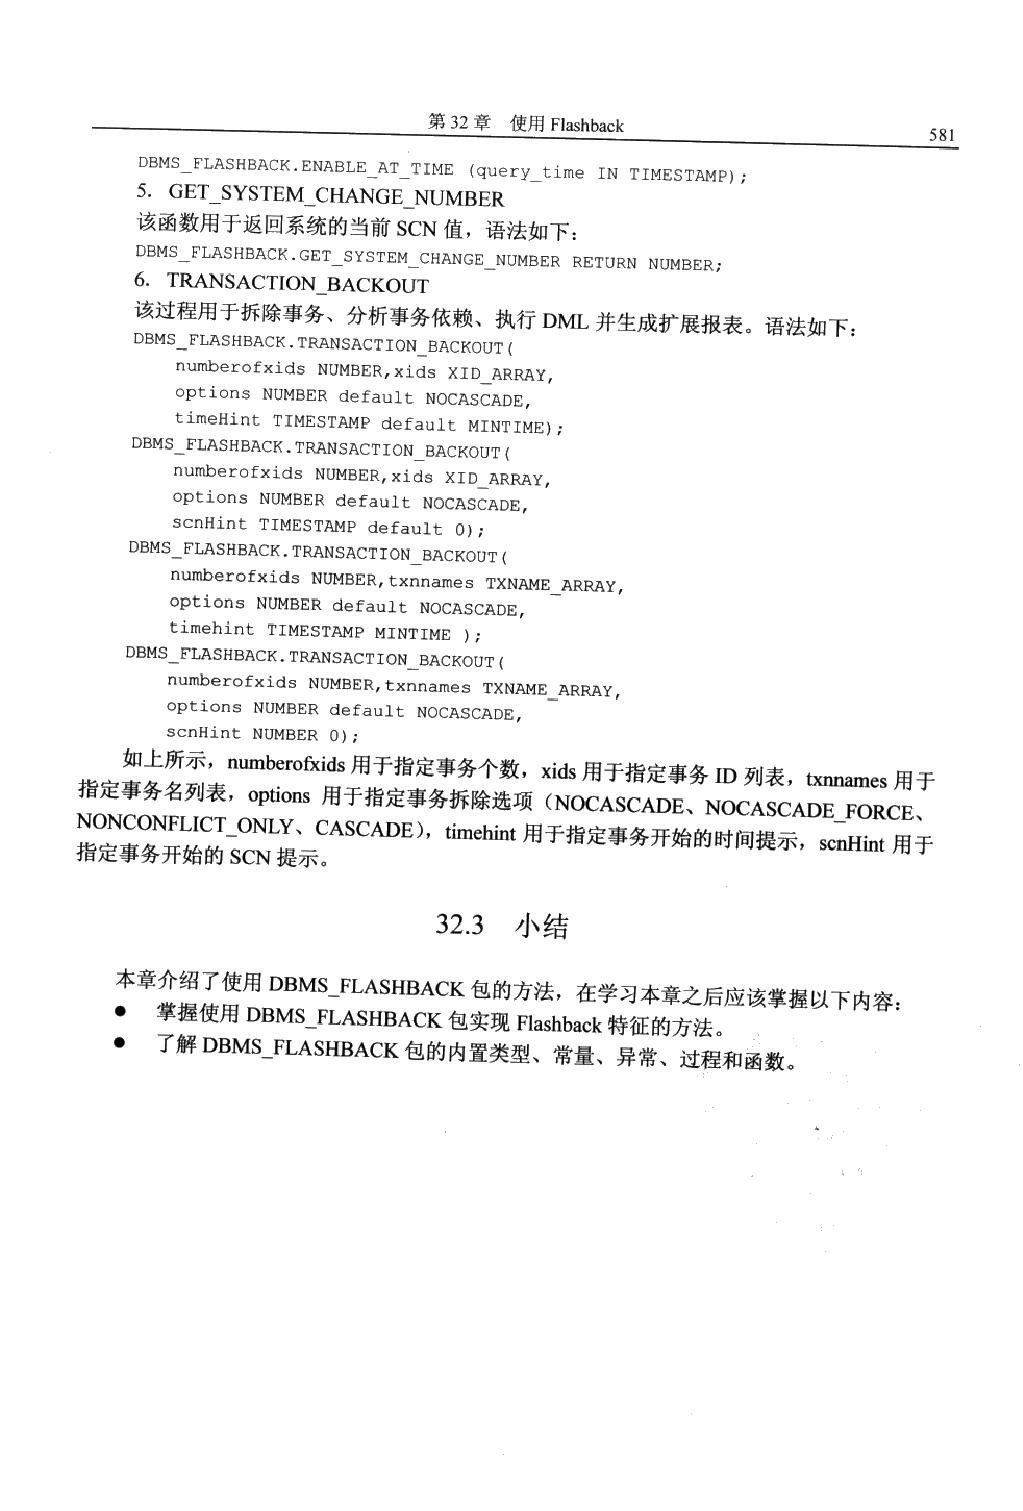 第 32 章 使用 Flashback
581
DBMS_FLASHBACK.ENABLE_AT_TIME (query_time IN TIMESTAMP);
5. GET_SYSTEM_CHANGE_NUMBER
该函数用于返回系统的当前 SCN 值，语法如下：
DBMS_FLASHBACK.GET_SYSTEM_CHANGE_NUMBER RETURN NUMBER;
6. TRANSACTION_BACKOUT
该过程用于拆除事务、分析事务依赖、执行 DML 并生成扩展报表。语法如下：
DBMS_FLASHBACK.TRANSACTION_BACKOUT(
numberofxids NUMBER,xids XID_ARRAY,
options NUMBER default NOCASCADE,
timeHint TIMESTAMP default MINTIME);
DBMS_FLASHBACK.TRANSACTION_BACKOUT(
numberofxids NUMBER,xids XID_ARRAY,
options NUMBER default NOCASCADE,
scnHint TIMESTAMP default 0);
DBMS_FLASHBACK.TRANSACTION_BACKOUT(
numberofxids NUMBER,txnnames TXNAME_ARRAY,
options NUMBER default NOCASCADE,
timehint TIMESTAMP MINTIME );
DBMS_FLASHBACK.TRANSACTION_BACKOUT(
numberofxids NUMBER,txnnames TXNAME_ARRAY,
options NUMBER default NOCASCADE,
scnHint NUMBER 0);
如上所示，numberofxids 用于指定事务个数，xids 用于指定事务 ID 列表，txnnames 用于
指定事务名列表，options 用于指定事务拆除选项（NOCASCADE、NOCASCADE_FORCE、
NONCONFLICT_ONLY、CASCADE），timehint 用于指定事务开始的时间提示，scnHint 用于
指定事务开始的 SCN 提示。
32.3 小结
本章介绍了使用 DBMS_FLASHBACK 包的方法，在学习本章之后应该掌握以下内容：
● 掌握使用 DBMS_FLASHBACK 包实现 Flashback 特征的方法。
● 了解 DBMS_FLASHBACK 包的内置类型、常量、异常、过程和函数。